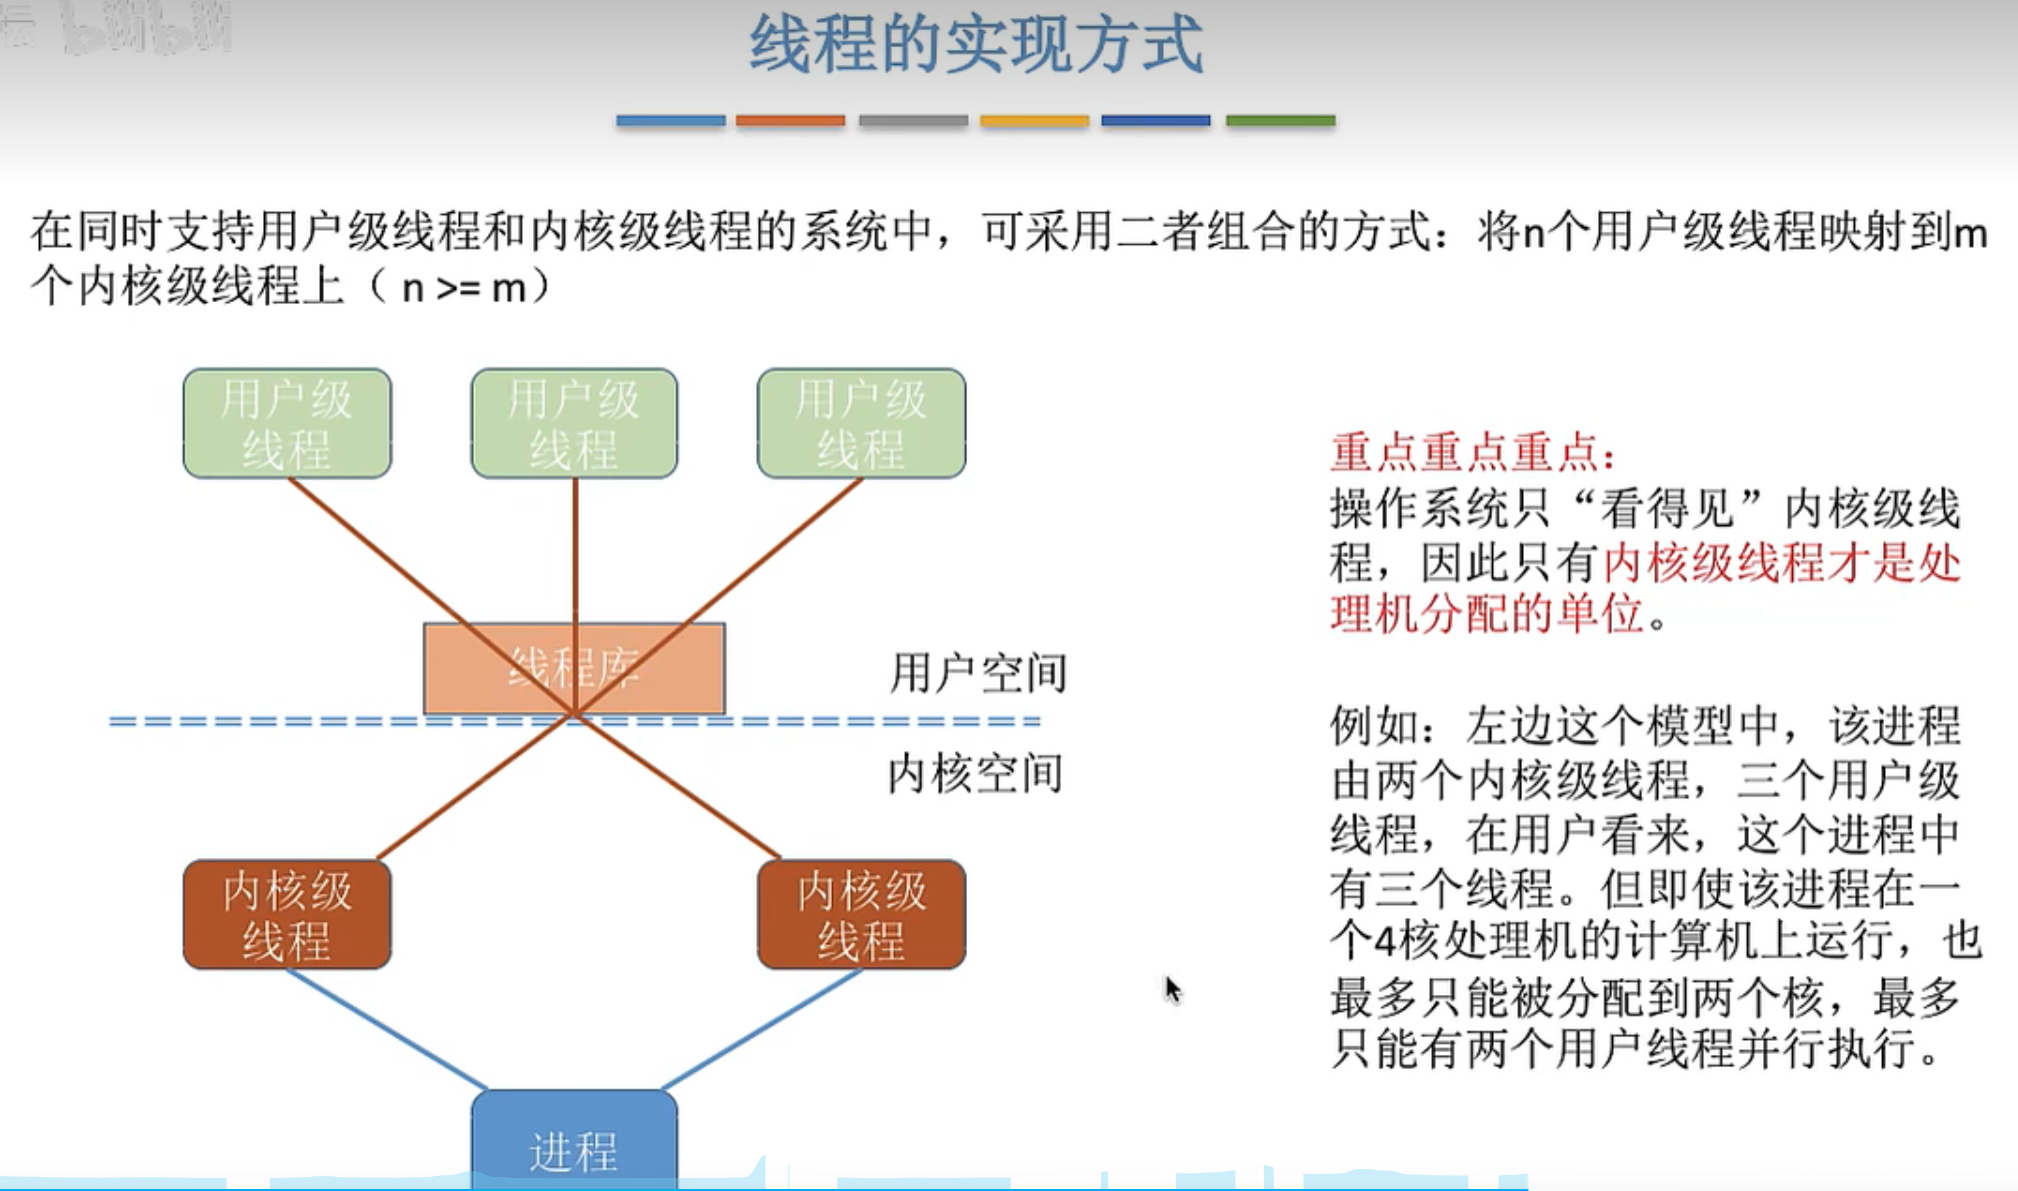 bilibili
线程的实现方式
在同时支持用户级线程和内核级线程的系统中，可采用二者组合的方式：将n个用户级线程映射到m
个内核级线程上（ n >= m）
用户级
线程
用户级
线程
用户级
线程
线程库
用户空间
内核空间
内核级
线程
内核级
线程
进程
重点重点重点：
操作系统只“看得见”内核级线
程，因此只有内核级线程才是处
理机分配的单位。
例如：左边这个模型中，该进程
由两个内核级线程，三个用户级
线程，在用户看来，这个进程中
有三个线程。但即使该进程在一
个4核处理机的计算机上运行，也
最多只能被分配到两个核，最多
只能有两个用户线程并行执行。